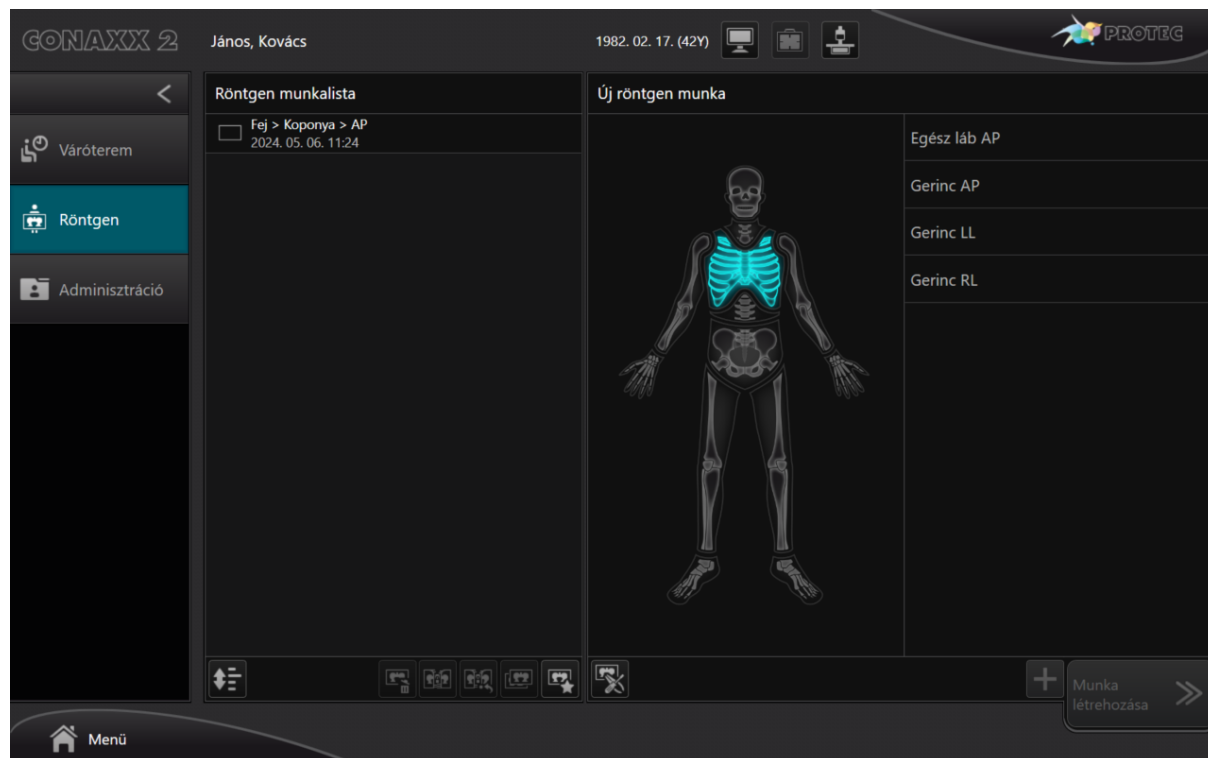 CONAXX 2
János, Kovács
1982. 02. 17. (42Y)
PROTEC
Röntgen munkalista
Új röntgen munka
Fej > Koponya > AP
2024. 05. 06. 11:24
Váróterem
Röntgen
Adminisztráció
Egész láb AP
Gerinc AP
Gerinc LL
Gerinc RL
Munka
létrehozása
Menü